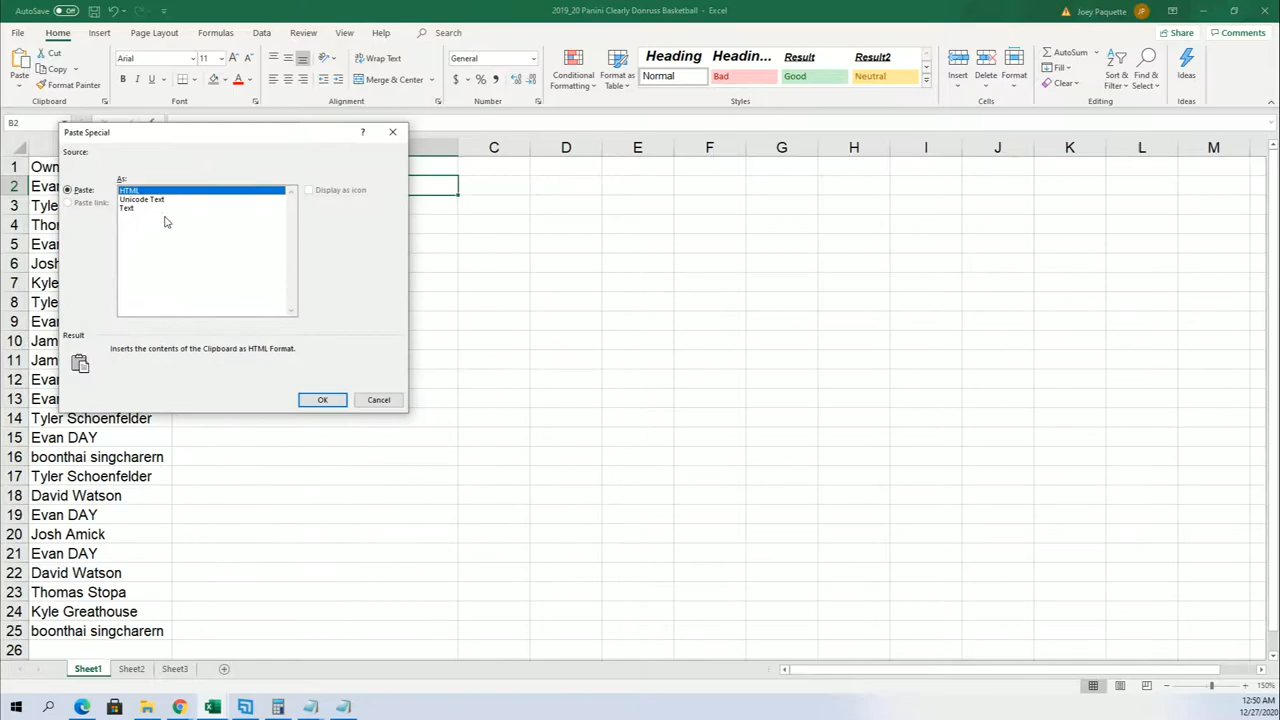 AutoSave Off
2019_20 Panini Clearly Donruss Basketball - Excel
Joey Paquette
JP
File Home Insert Page Layout Formulas Data Review View Help Search
Share Comments
Paste
Cut
Copy
Format Painter
Clipboard
Arial 11
B I U
Font
Wrap Text
Merge & Center
Alignment
General
$ % ,
Number
Conditional Formatting
Format as Table
Heading Headin... Result Result2
Normal Bad Good Neutral
Styles
Insert Delete Format
Cells
AutoSum
Fill
Clear
Sort & Filter
Find & Select
Editing
Ideas
Ideas
B2
Paste Special ?
Source:
As:
Paste:
Paste link:
HTML
Unicode Text
Text
Display as icon
Result
Inserts the contents of the Clipboard as HTML Format.
OK Cancel
C D E F G H I J K L M
1 Own
2 Evan
3 Tyle
4 Thor
5 Evan
6 Josh
7 Kyle
8 Tyle
9 Evan
10 Jam
11 Jam
12 Evan
13 Evan
14 Tyler Schoenfelder
15 Evan DAY
16 boonthai singcharern
17 Tyler Schoenfelder
18 David Watson
19 Evan DAY
20 Josh Amick
21 Evan DAY
22 David Watson
23 Thomas Stopa
24 Kyle Greathouse
25 boonthai singcharern
26
Sheet1 Sheet2 Sheet3
150%
12:50 AM
12/27/2020